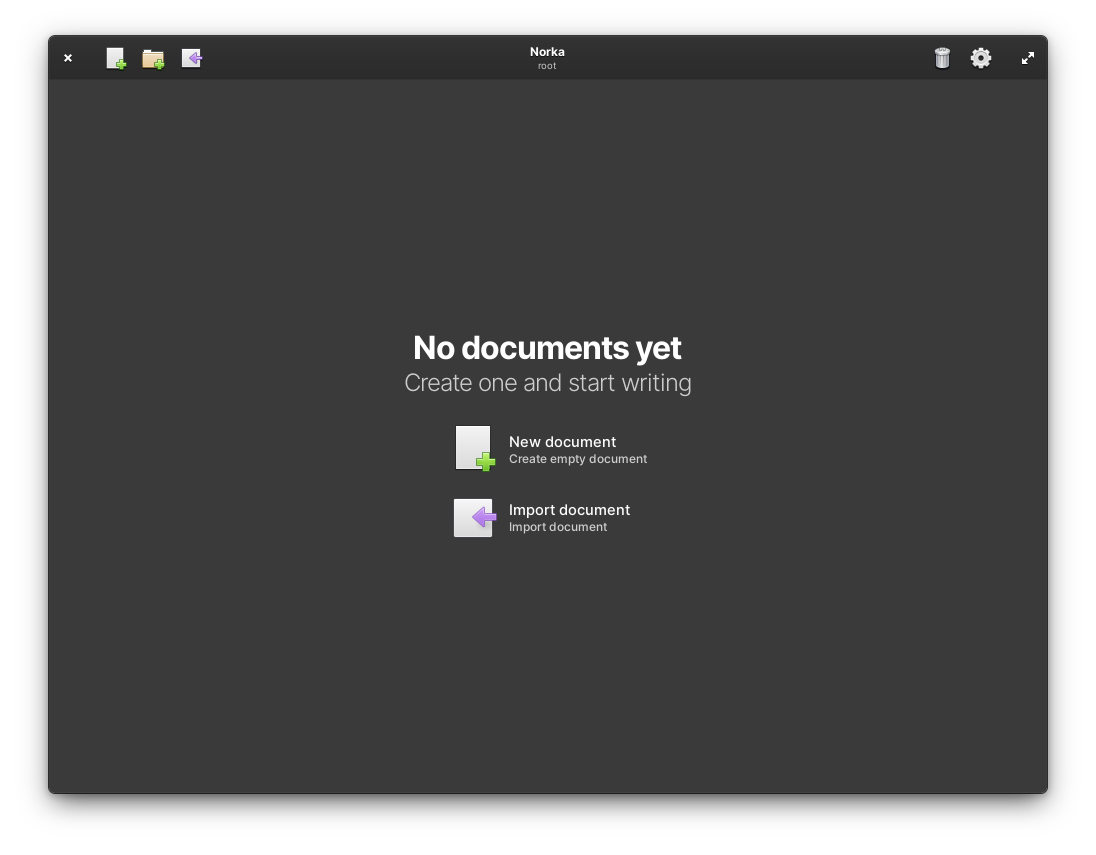 Norka
root
No documents yet
Create one and start writing
New document
Create empty document
Import document
Import document